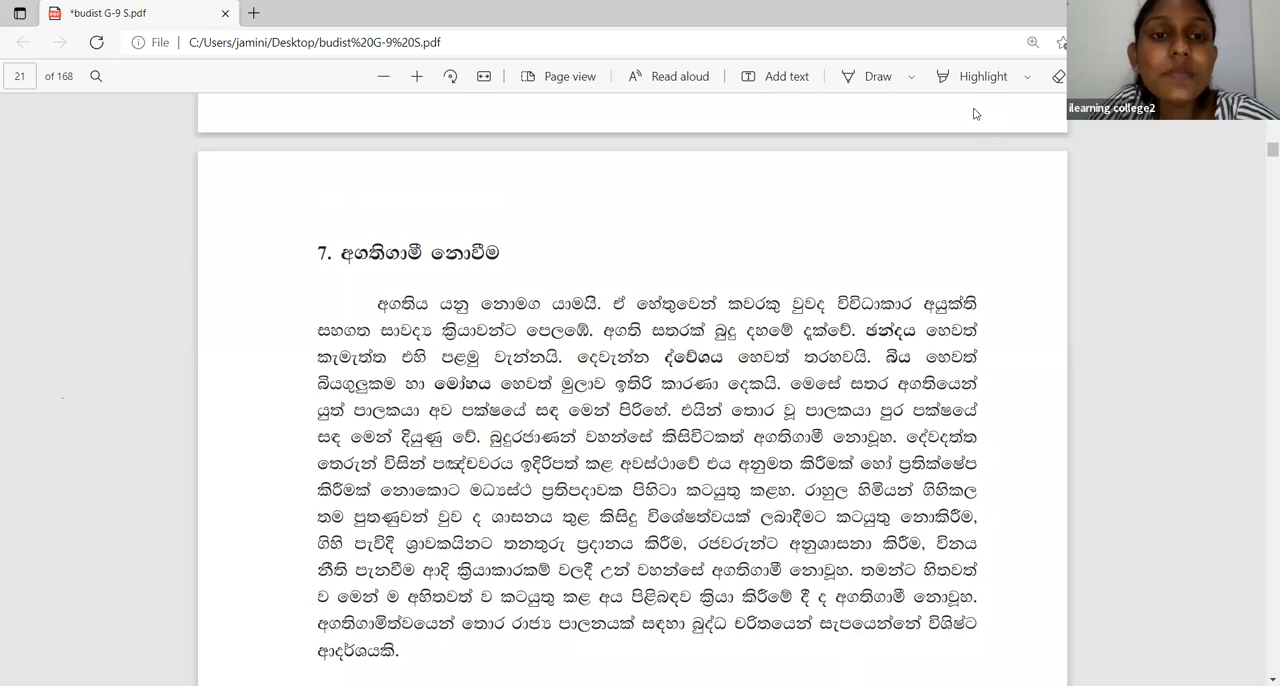 *budist G-9 S.pdf
File C:/Users/jamini/Desktop/budist%20G-9%20S.pdf
21 of 168 Page view Read aloud Add text Draw Highlight
ilearning college2
7. අගතිගාමී නොවීම
අගතිය යනු නොමග යාමයි. ඒ හේතුවෙන් කවරකු වුවද විවිධාකාර අයුක්ති
සහගත සාවද්‍ය ක්‍රියාවන්ට පෙලඹේ. අගති සතරක් බුදු දහමේ දැක්වේ. ඡන්දය හෙවත්
කැමැත්ත එහි පළමු වැන්නයි. දෙවැන්න ද්වේශය හෙවත් තරහවයි. බිය හෙවත්
බියගුලුකම හා මෝහය හෙවත් මුලාව ඉතිරි කාරණා දෙකයි. මෙසේ සතර අගතියෙන්
යුත් පාලකයා අව පක්ෂයේ සඳ මෙන් පිරිහේ. එයින් තොර වූ පාලකයා පුර පක්ෂයේ
සඳ මෙන් දියුණු වේ. බුදුරජාණන් වහන්සේ කිසිවිටකත් අගතිගාමී නොවූහ. දේවදත්ත
තෙරුන් විසින් පඤ්චවරය ඉදිරිපත් කළ අවස්ථාවේ එය අනුමත කිරීමක් හෝ ප්‍රතික්ෂේප
කිරීමක් නොකොට මධ්‍යස්ථ ප්‍රතිපදාවක පිහිටා කටයුතු කළහ. රාහුල හිමියන් ගිහිකල
තම පුතණුවන් වුව ද ශාසනය තුළ කිසිදු විශේෂත්වයක් ලබාදීමට කටයුතු නොකිරීම,
ගිහි පැවිදි ශ්‍රාවකයිනට තනතුරු ප්‍රදානය කිරීම, රජවරුන්ට අනුශාසනා කිරීම, විනය
නීති පැනවීම ආදි ක්‍රියාකාරකම් වලදී උන් වහන්සේ අගතිගාමී නොවූහ. තමන්ට හිතවත්
ව මෙන් ම අහිතවත් ව කටයුතු කළ අය පිළිබඳව ක්‍රියා කිරීමේ දී ද අගතිගාමී නොවූහ.
අගතිගාමිත්වයෙන් තොර රාජ්‍ය පාලනයක් සඳහා බුද්ධ චරිතයෙන් සැපයෙන්නේ විශිෂ්ට
ආදර්ශයකි.